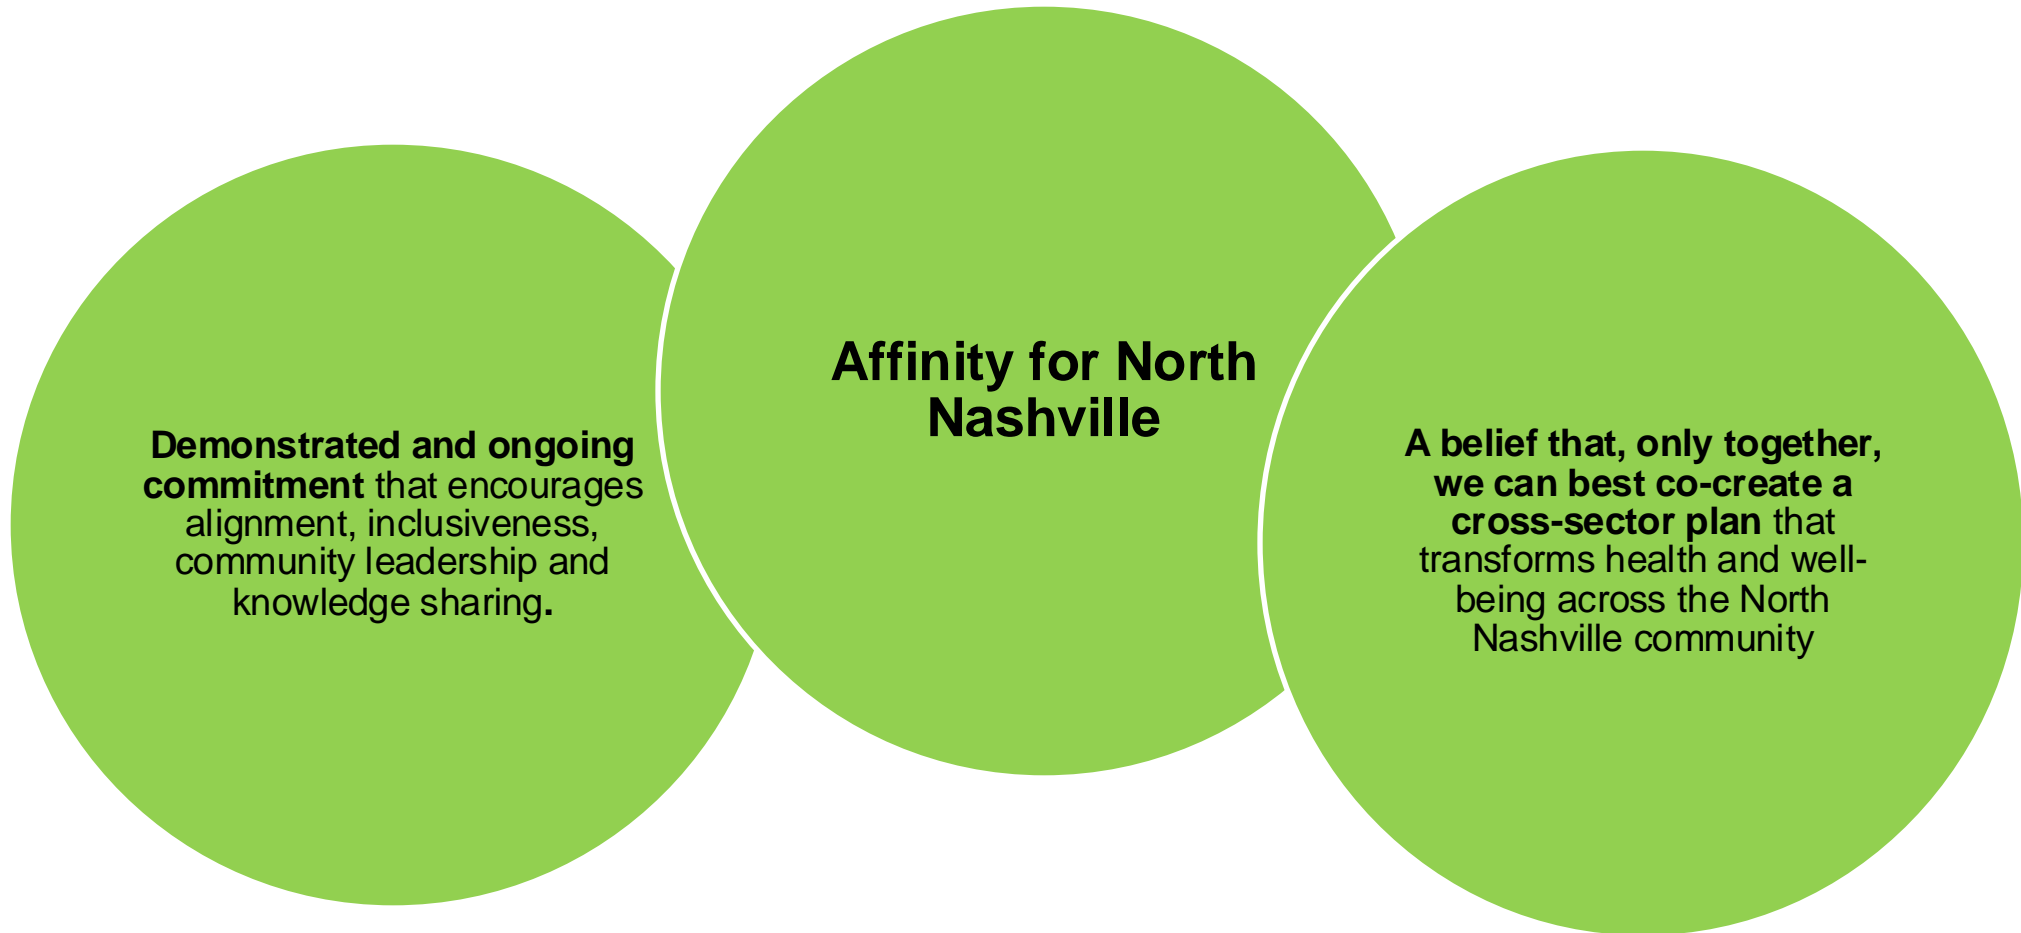 Demonstrated and ongoing
commitment that encourages
alignment, inclusiveness,
community leadership and
knowledge sharing.
Affinity for North
Nashville
A belief that, only together,
we can best co-create a
cross-sector plan that
transforms health and well-
being across the North
Nashville community